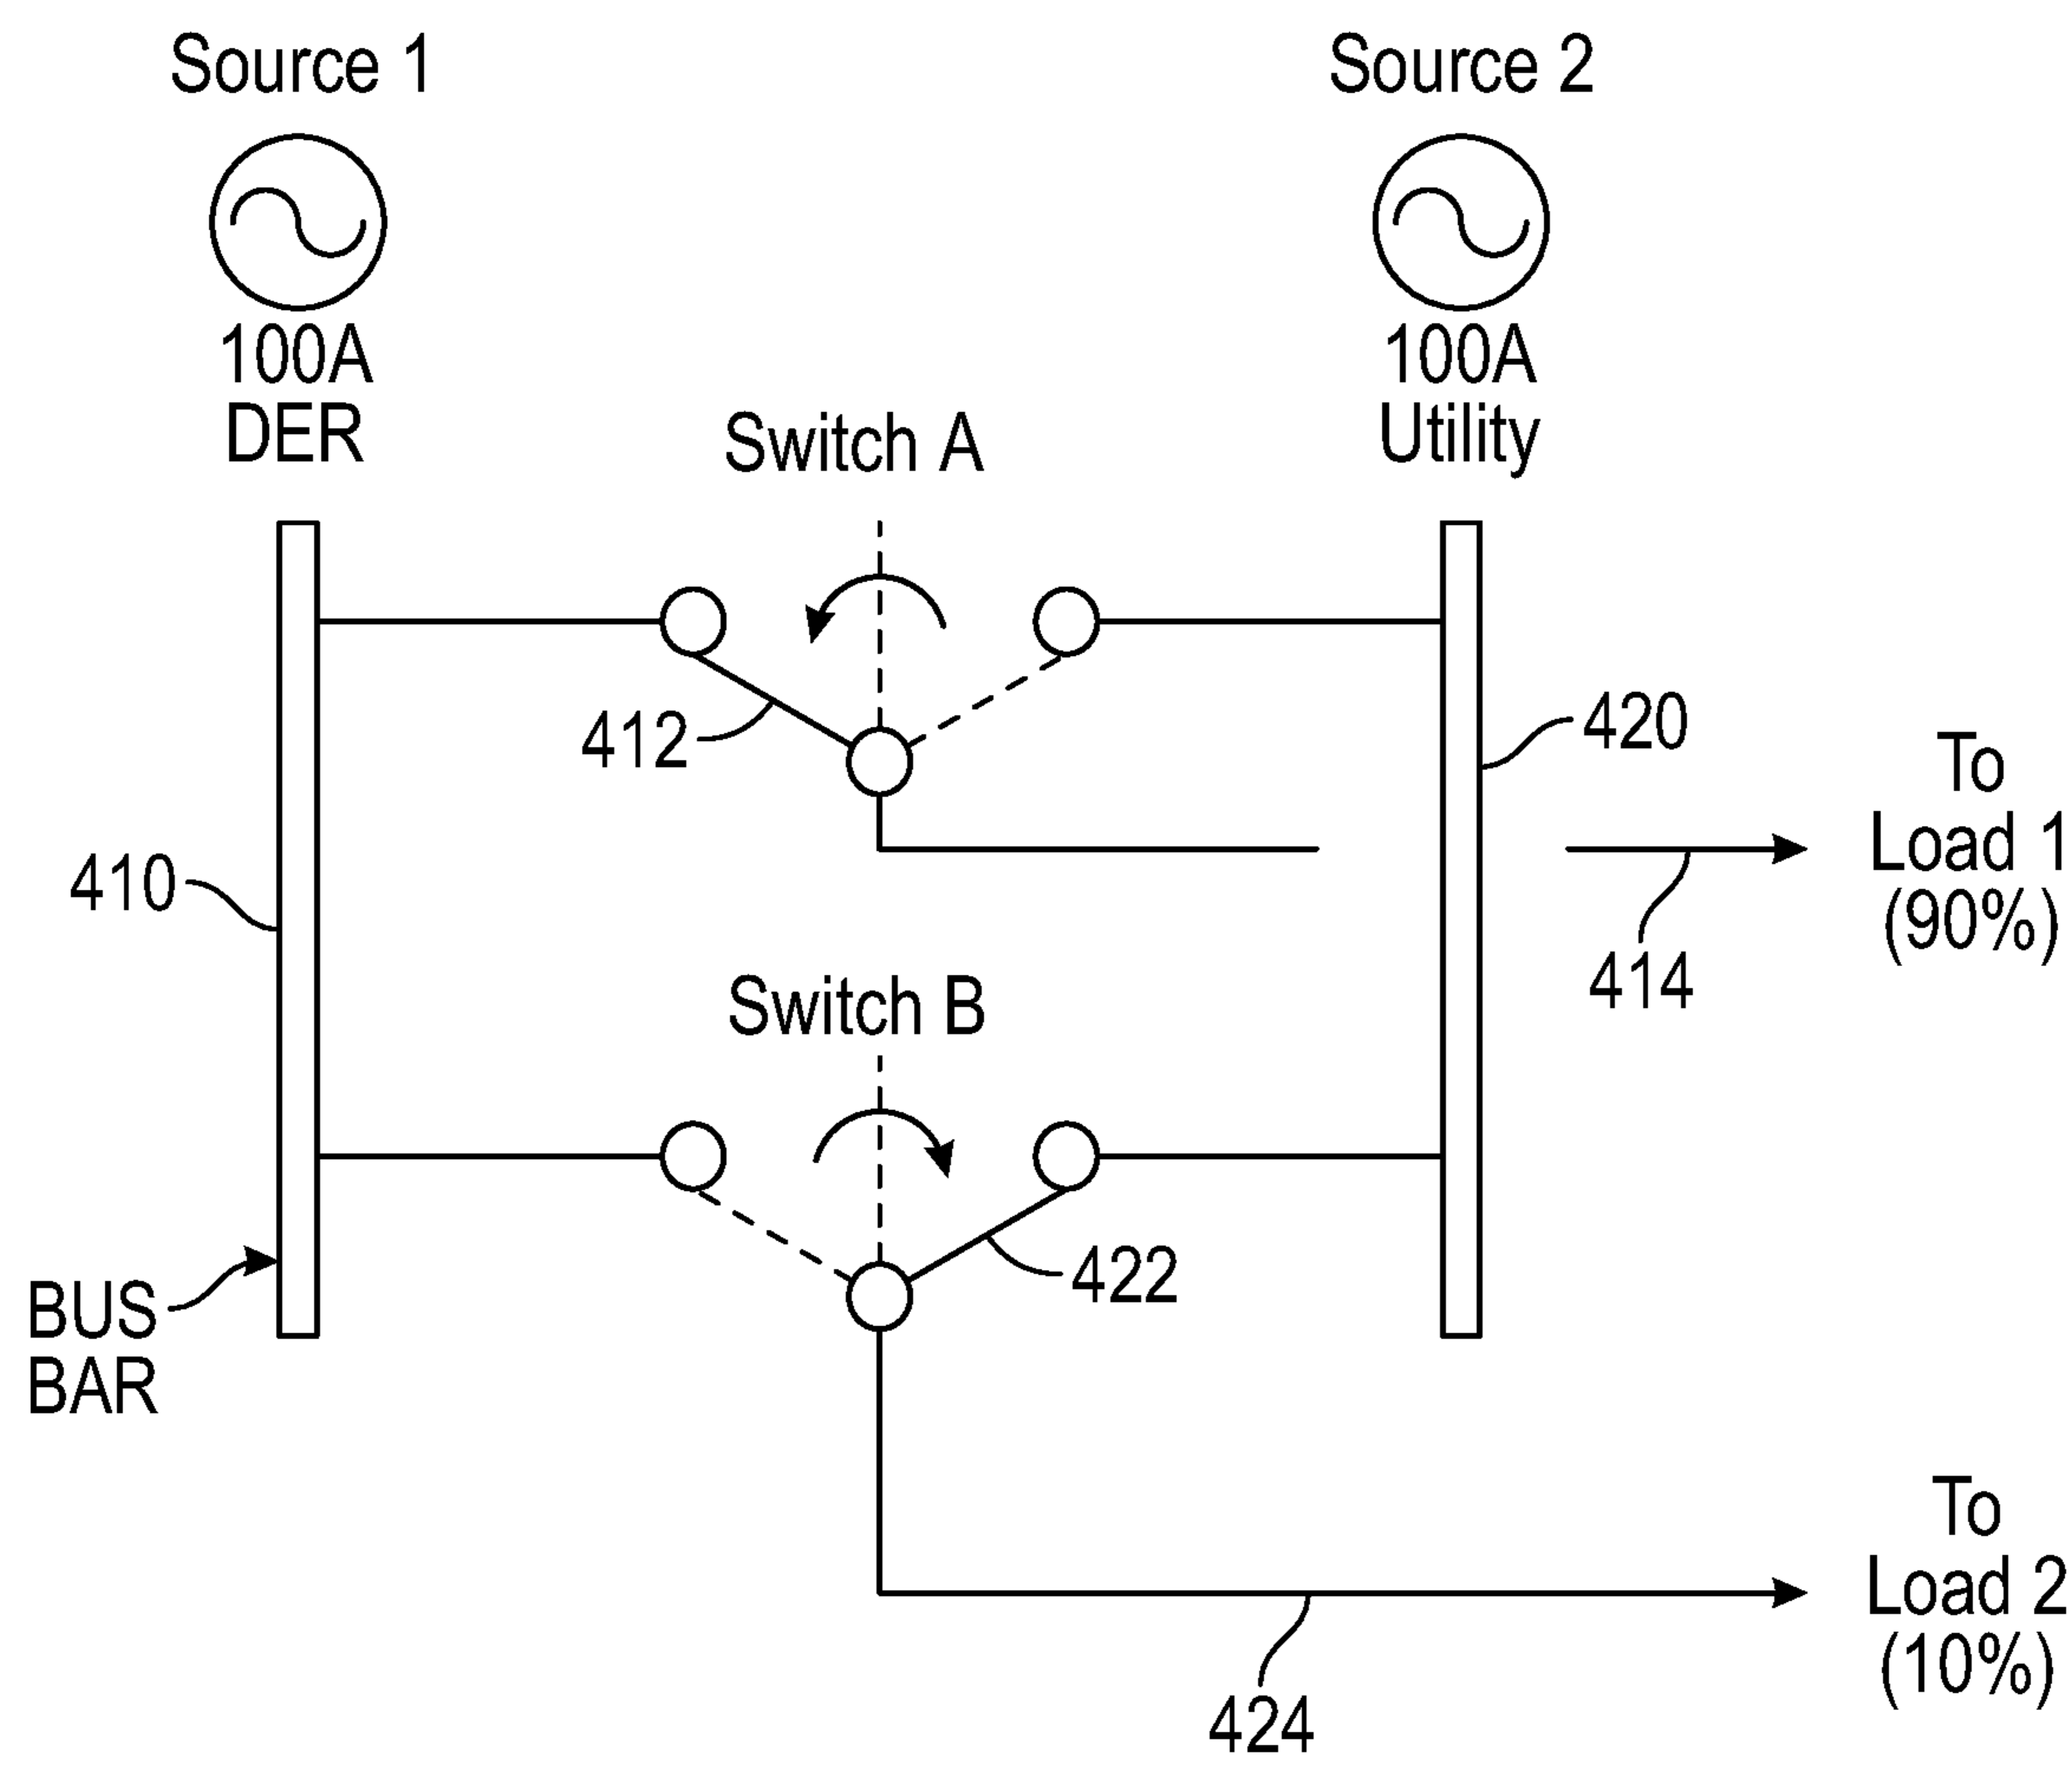 Source 1
100A
DER
Source 2
100A
Utility
Switch A
412
420
To
Load 1
(90%)
414
410
Switch B
422
BUS
BAR
To
Load 2
(10%)
424